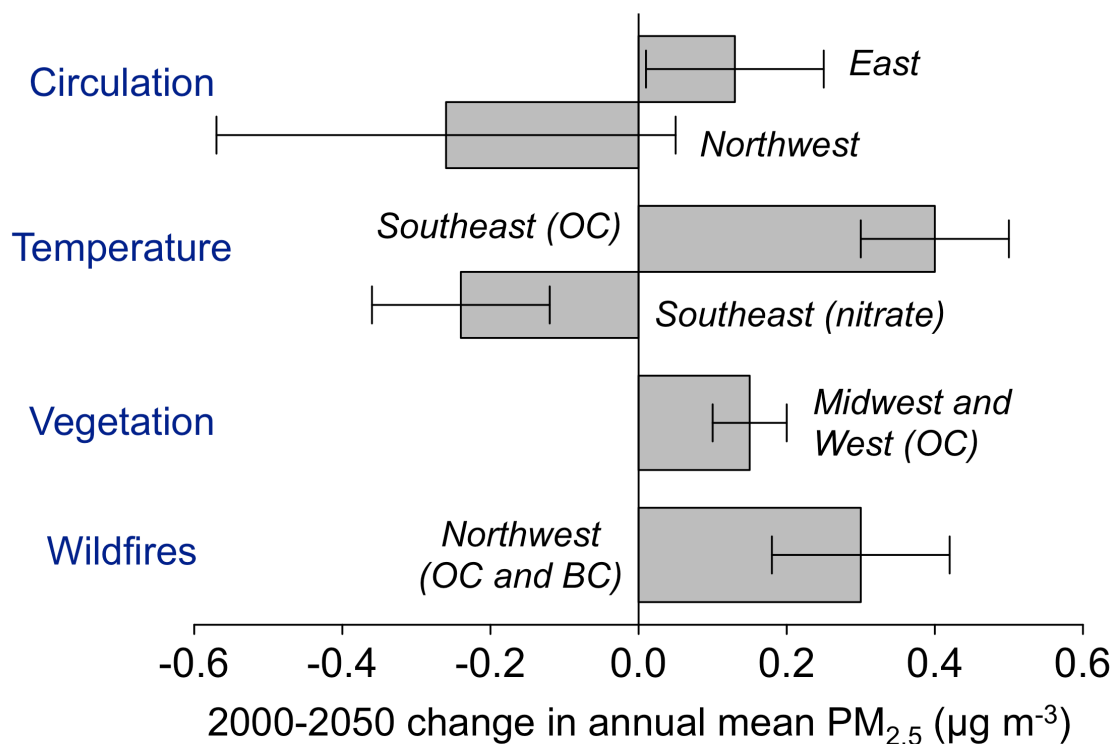 Circulation
East
Northwest
Temperature
Southeast (OC)
Southeast (nitrate)
Vegetation
Midwest and
West (OC)
Wildfires
Northwest
(OC and BC)
-0.6 -0.4 -0.2 0.0 0.2 0.4 0.6
2000-2050 change in annual mean PM2.5 (µg m-3)